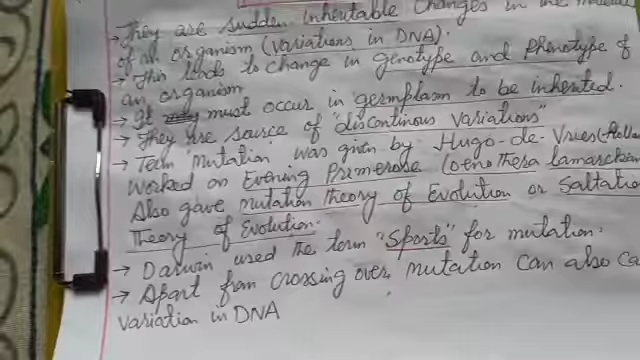 → They are sudden inheritable changes in the material
of an organism (variations in DNA).
→ This leads to change in genotype and Phenotype of
an organism
→ It must occur in germplasm to be inherited.
→ They are source of "discontinous variations"
→ Term "Mutation" was given by Hugo-de-Vries
Worked on Evening Primerose (oenothera lamarckian
Also gave mutation theory of Evolution or Saltatio
Theory of Evolution.
→ Darwin used the term "Sports" for mutation.
→ Apart from crossing over, mutation can also ca
variation in DNA